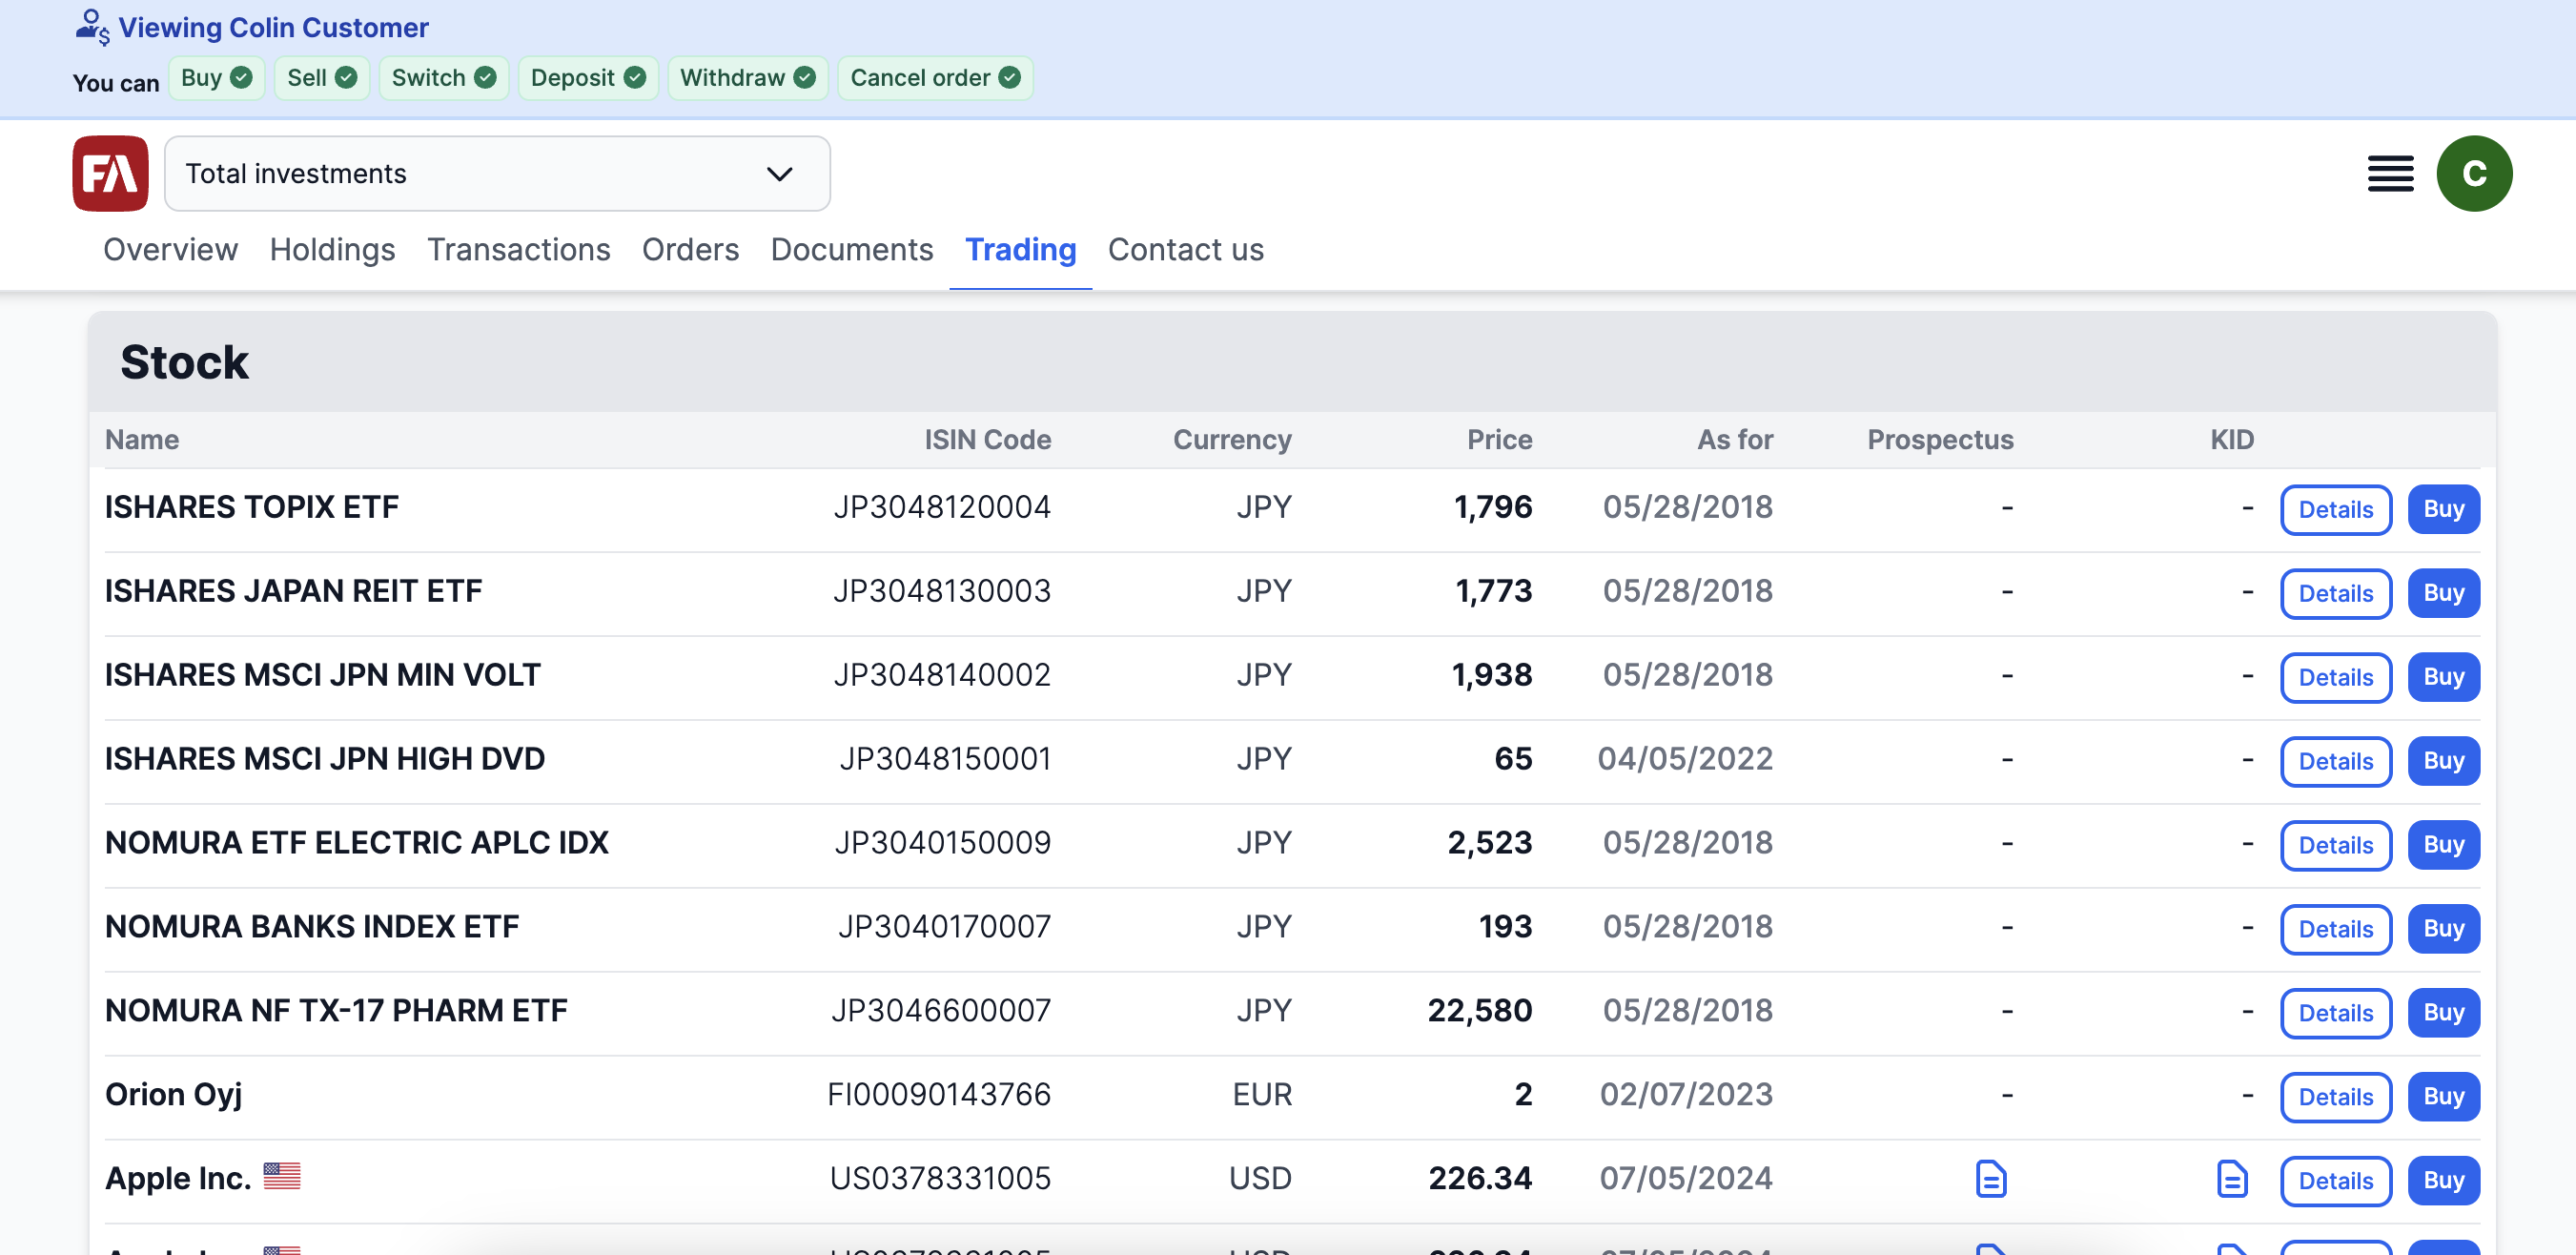 Viewing Colin Customer
You can Buy Sell Switch Deposit Withdraw Cancel order
FA Total investments C
Overview Holdings Transactions Orders Documents Trading Contact us
Stock
Name ISIN Code Currency Price As for Prospectus KID
ISHARES TOPIX ETF JP3048120004 JPY 1,796 05/28/2018 - - Details Buy
ISHARES JAPAN REIT ETF JP3048130003 JPY 1,773 05/28/2018 - - Details Buy
ISHARES MSCI JPN MIN VOLT JP3048140002 JPY 1,938 05/28/2018 - - Details Buy
ISHARES MSCI JPN HIGH DVD JP3048150001 JPY 65 04/05/2022 - - Details Buy
NOMURA ETF ELECTRIC APLC IDX JP3040150009 JPY 2,523 05/28/2018 - - Details Buy
NOMURA BANKS INDEX ETF JP3040170007 JPY 193 05/28/2018 - - Details Buy
NOMURA NF TX-17 PHARM ETF JP3046600007 JPY 22,580 05/28/2018 - - Details Buy
Orion Oyj FI00090143766 EUR 2 02/07/2023 - - Details Buy
Apple Inc. US0378331005 USD 226.34 07/05/2024 Details Buy